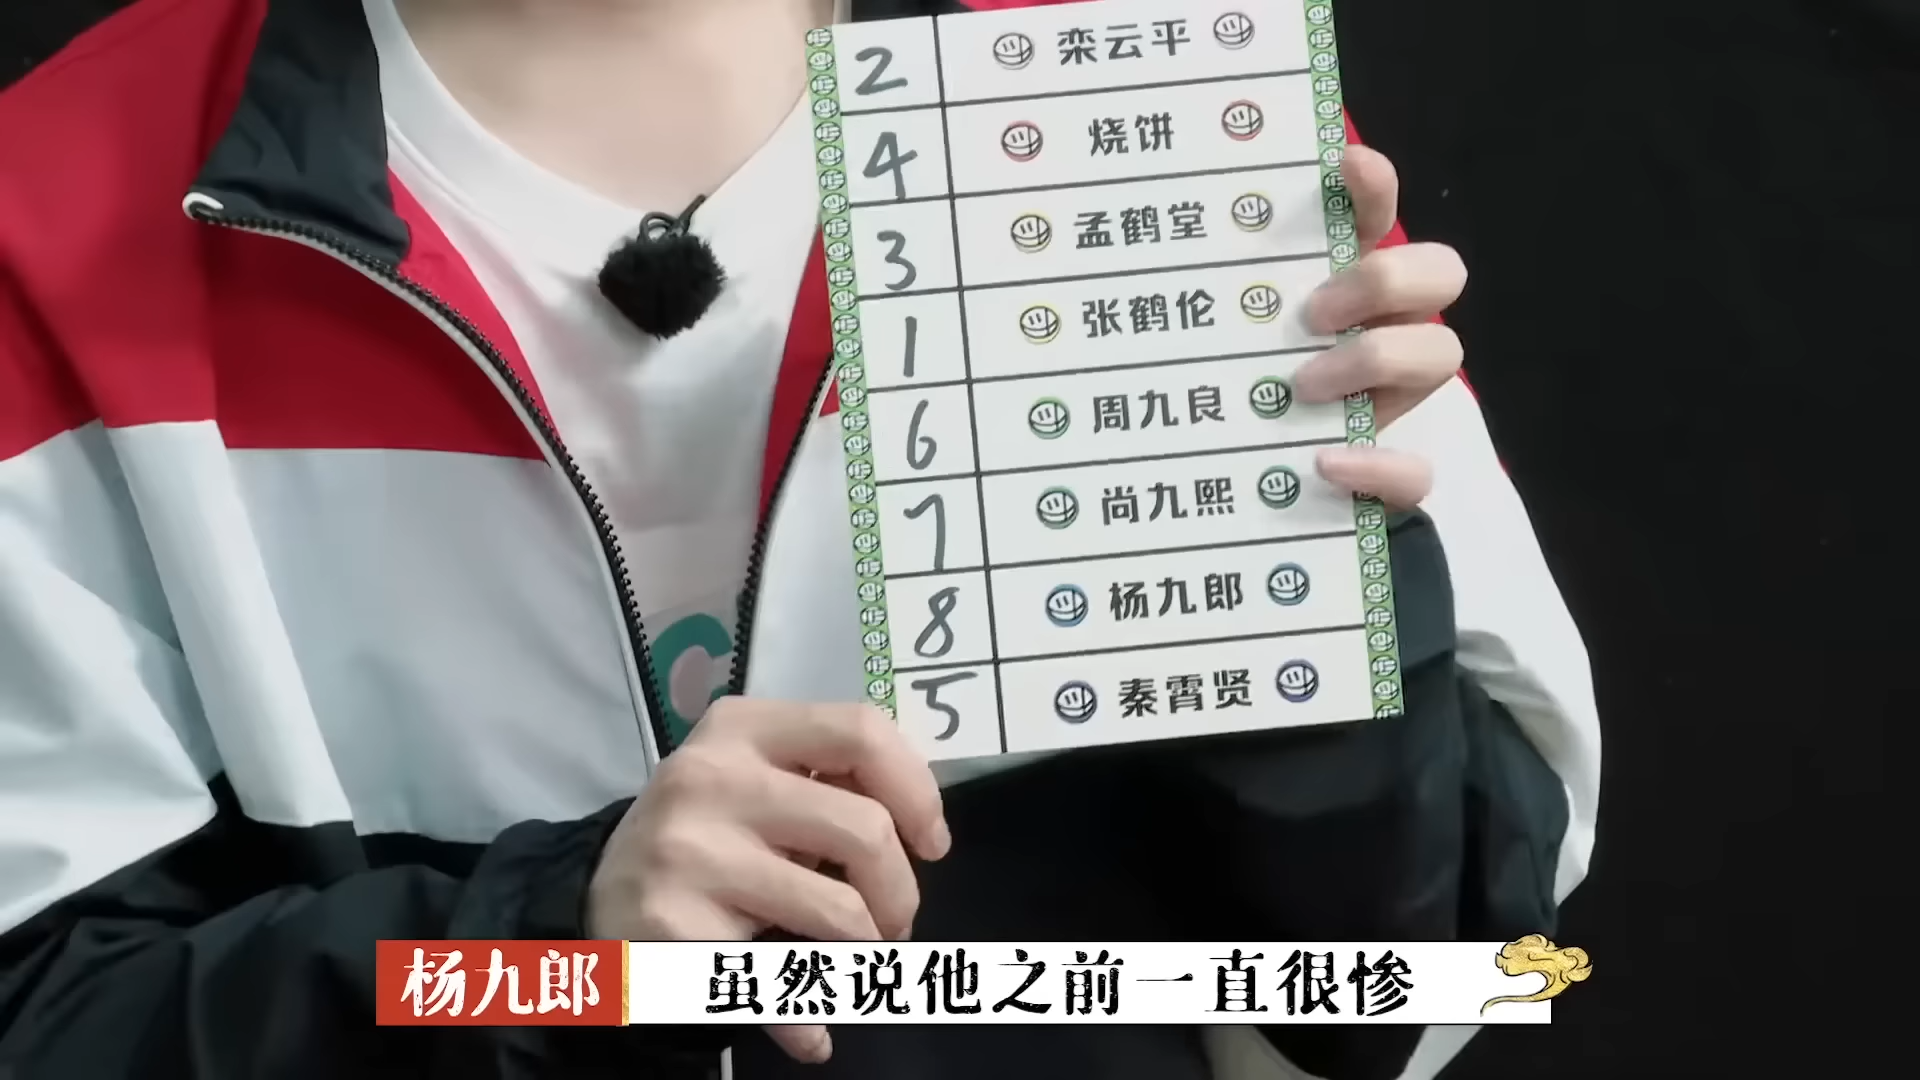 2 栾云平
4 烧饼
3 孟鹤堂
1 张鹤伦
6 周九良
7 尚九熙
8 杨九郎
5 秦霄贤
杨九郎 虽然说他之前一直很惨